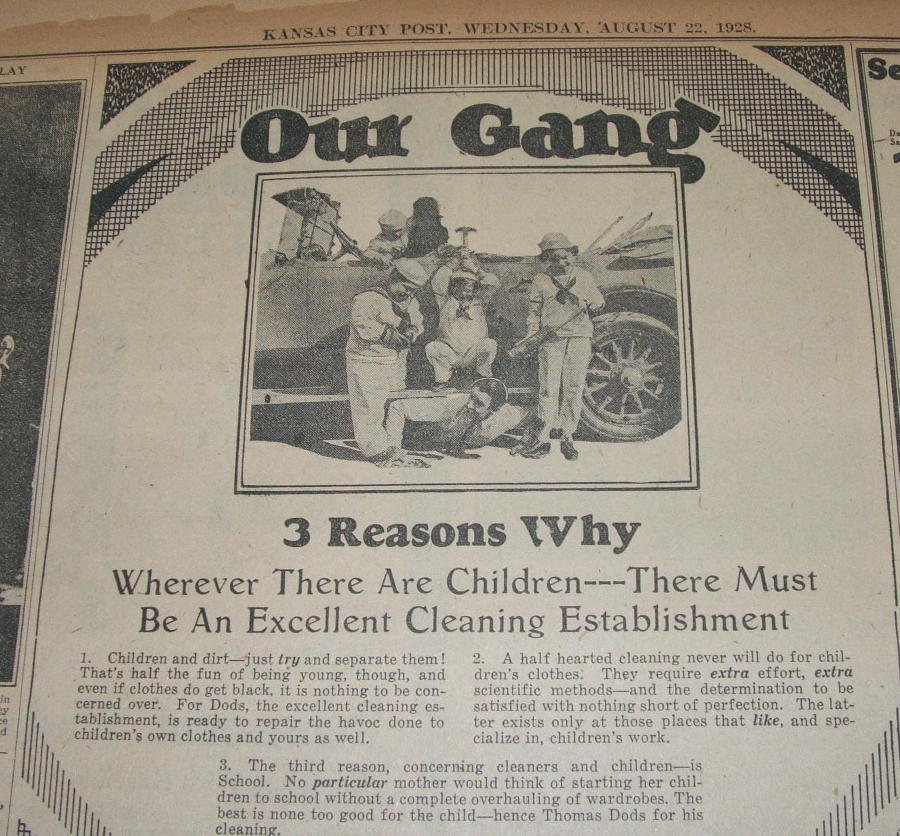 KANSAS CITY POST, WEDNESDAY, AUGUST 22, 1928.
LAY
Se
Our Gang
3 Reasons Why
Wherever There Are Children---There Must
Be An Excellent Cleaning Establishment
1. Children and dirt—just try and separate them!
That's half the fun of being young, though, and
even if clothes do get black, it is nothing to be con-
cerned over. For Dods, the excellent cleaning es-
tablishment, is ready to repair the havoc done to
children's own clothes and yours as well.
2. A half hearted cleaning never will do for chil-
dren's clothes. They require extra effort, extra
scientific methods—and the determination to be
satisfied with nothing short of perfection. The lat-
ter exists only at those places that like, and spe-
cialize in, children's work.
3. The third reason, concerning cleaners and children—is
School. No particular mother would think of starting her chil-
dren to school without a complete overhauling of wardrobes. The
best is none too good for the child—hence Thomas Dods for his
cleaning.